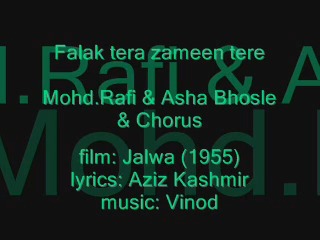 Falak tera zameen tere
Mohd.Rafi & Asha Bhosle
& Chorus
film: Jalwa (1955)
lyrics: Aziz Kashmir
music: Vinod